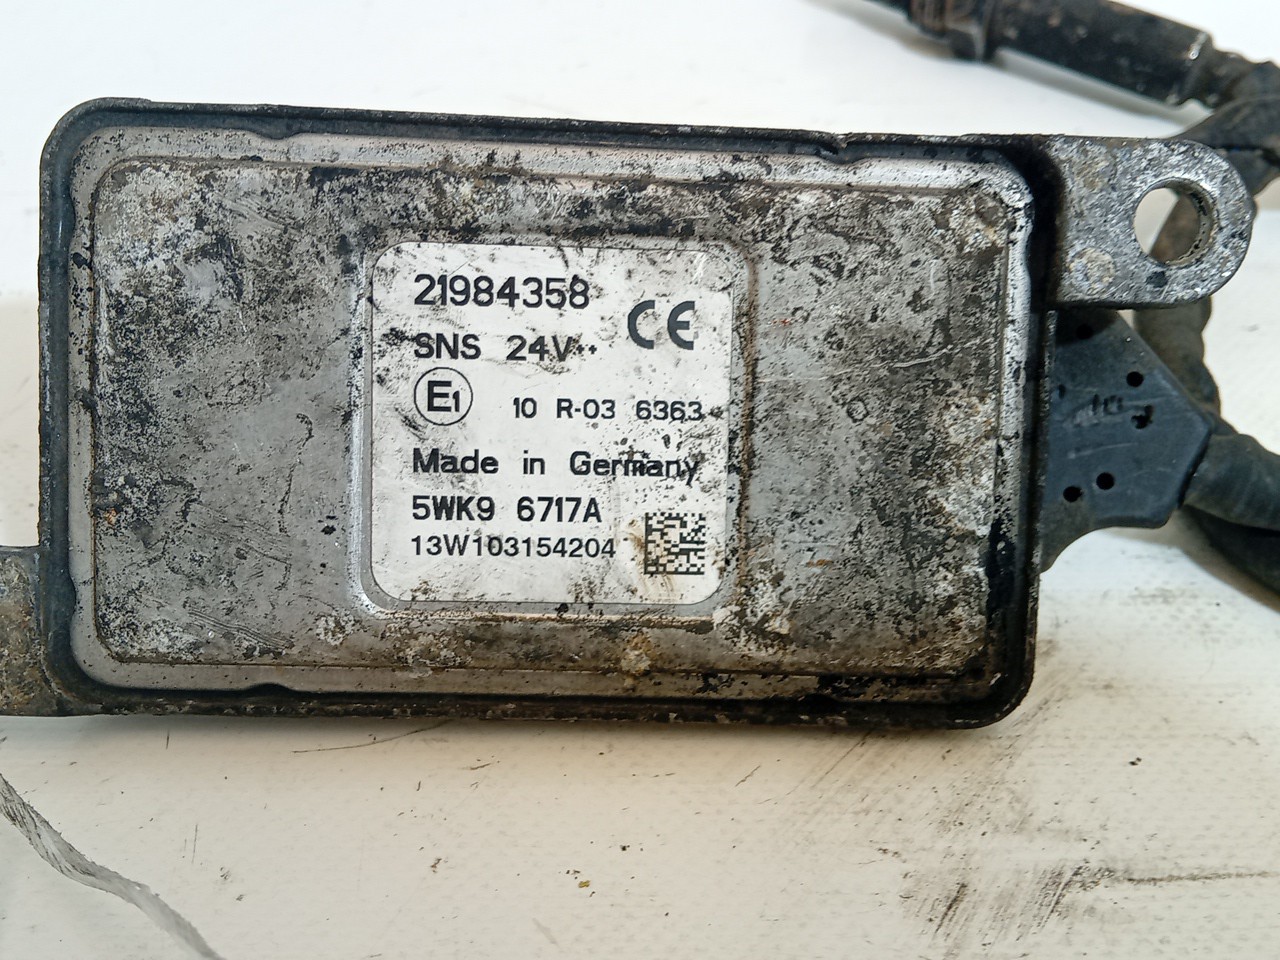 21984358
CE
SNS 24V
E1 10 R-03 6363
Made in Germany
5WK9 6717A
13W103154204